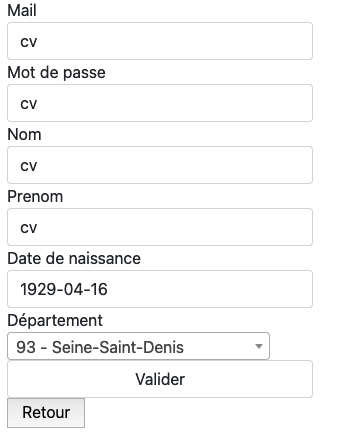 Mail
cv
Mot de passe
cv
Nom
cv
Prenom
cv
Date de naissance
1929-04-16
Département
93 - Seine-Saint-Denis
Valider
Retour